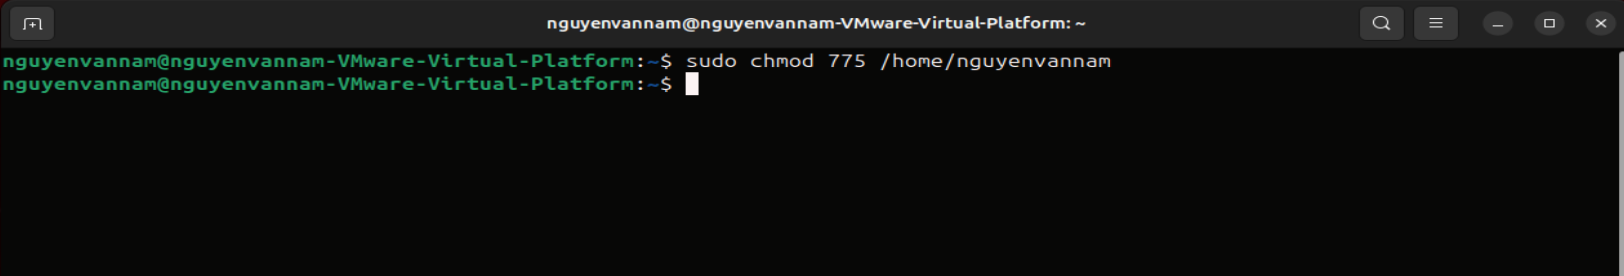 nguyenvannam@nguyenvannam-VMware-Virtual-Platform: ~
nguyenvannam@nguyenvannam-VMware-Virtual-Platform:~$ sudo chmod 775 /home/nguyenvannam
nguyenvannam@nguyenvannam-VMware-Virtual-Platform:~$